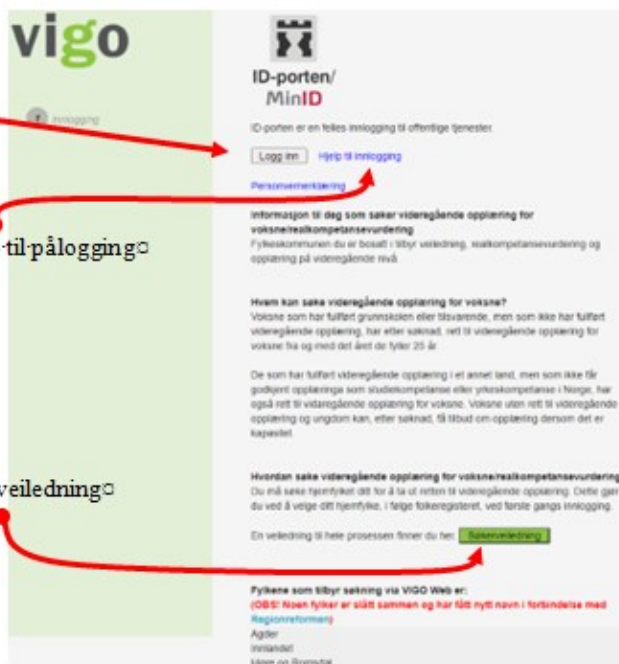 vigo
innlogging
ID-porten/
MinID
ID-porten er en felles innlogging til offentlige tjenester.
Logg inn Hjelp til innlogging
Personvernerklæring
Informasjon til deg som søker videregående opplæring for
voksne/realkompetansevurdering
Fylkeskommunen du er bosatt i tilbyr veiledning, realkompetansevurdering og
opplæring på videregående nivå.
·til·pålogging¤
Hvem kan søke videregående opplæring for voksne?
Voksne som har fullført grunnskolen eller tilsvarende, men som ikke har fullført
videregående opplæring, har etter søknad, rett til videregående opplæring for
voksne fra og med det året de fyller 25 år.
De som har fullført videregående opplæring i et annet land, men som ikke får
godkjent opplæringa som studiekompetanse eller yrkeskompetanse i Norge, har
også rett til vidaregående opplæring for voksne. Voksne uten rett til videregående
opplæring og ungdom kan, etter søknad, få tilbud om opplæring dersom det er
kapasitet.
veiledning¤
Hvordan søke videregående opplæring for voksne/realkompetansevurdering
Du må søke hjemfylket ditt for å ta ut retten til videregående opplæring. Dette gjør
du ved å velge ditt hjemfylke, i følge folkeregisteret, ved første gangs innlogging.
En veiledning til hele prosessen finner du her: Søkerveiledning
Fylkene som tilbyr søkning via VIGO Web er:
(OBS! Noen fylker er slått sammen og har fått nytt navn i forbindelse med
Regionreformen)
Agder
Innlandet
Møre og Romsdal